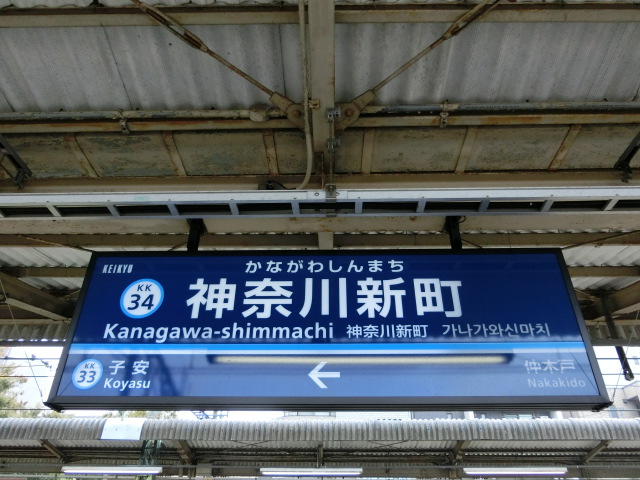 KEIKYU
かながわしんまち
KK
34
神奈川新町
Kanagawa-shimmachi 神奈川新町 가나가와신마치
KK
33
子安
Koyasu
←
仲木戸
Nakakido